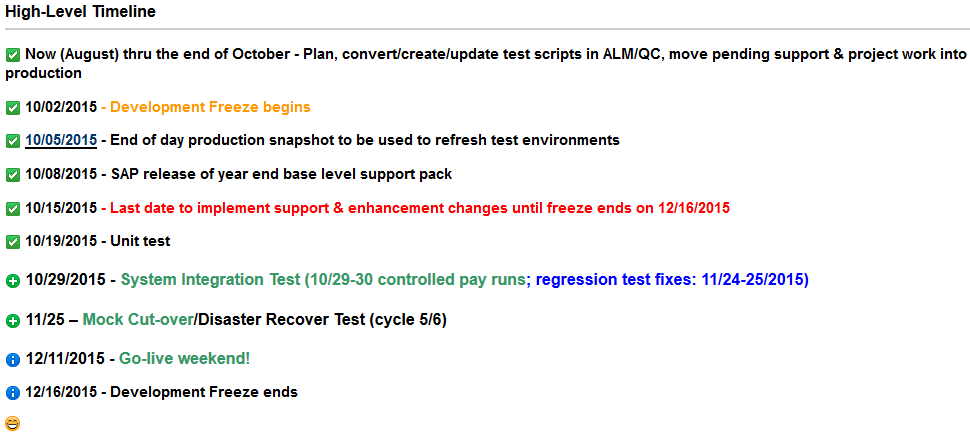 High-Level Timeline
Now (August) thru the end of October - Plan, convert/create/update test scripts in ALM/QC, move pending support & project work into
production
10/02/2015 - Development Freeze begins
10/05/2015 - End of day production snapshot to be used to refresh test environments
10/08/2015 - SAP release of year end base level support pack
10/15/2015 - Last date to implement support & enhancement changes until freeze ends on 12/16/2015
10/19/2015 - Unit test
10/29/2015 - System Integration Test (10/29-30 controlled pay runs; regression test fixes: 11/24-25/2015)
11/25 – Mock Cut-over/Disaster Recover Test (cycle 5/6)
12/11/2015 - Go-live weekend!
12/16/2015 - Development Freeze ends